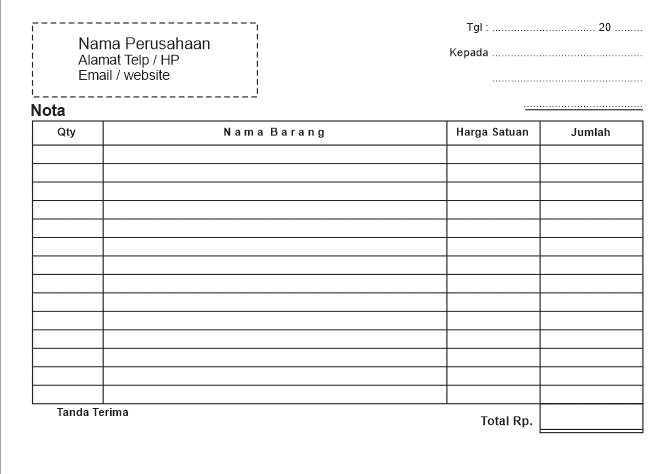 Nama Perusahaan
Alamat Telp / HP
Email / website
Tgl : ................................ 20 .........
Kepada ..............................................
..............................................
....................................
Nota
Qty Nama Barang Harga Satuan Jumlah
Tanda Terima
Total Rp.